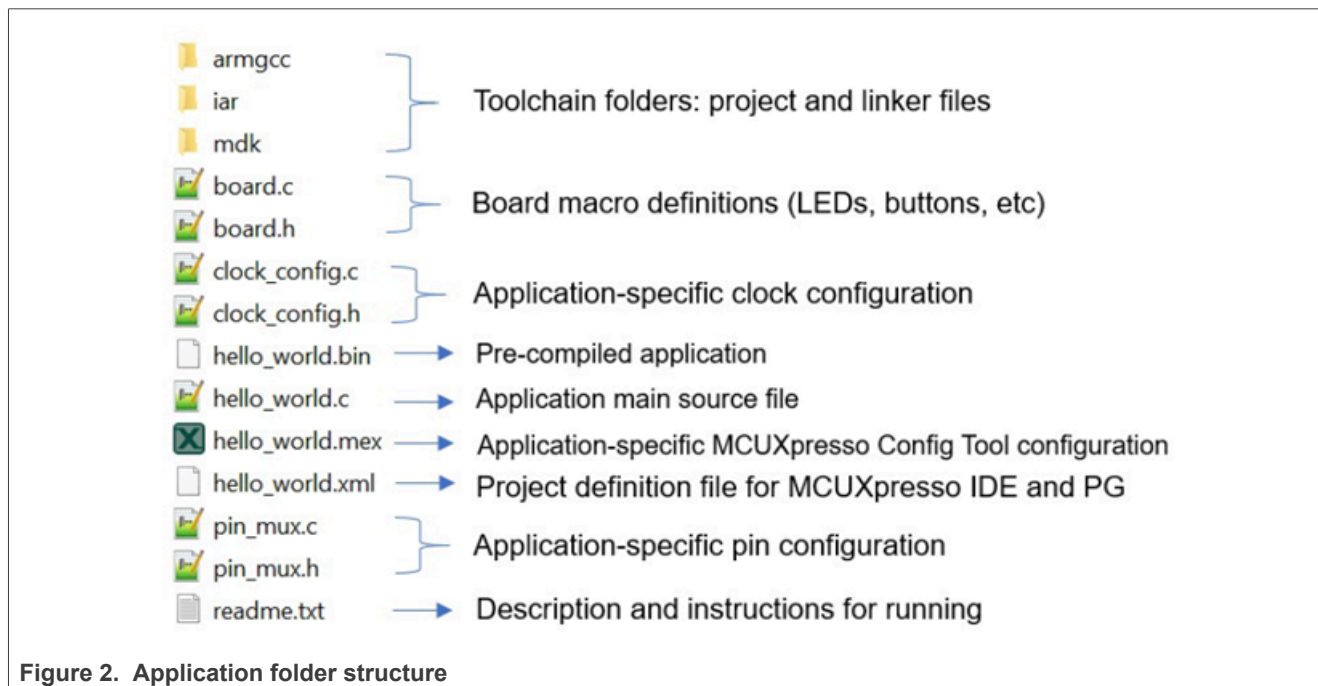 armgcc
iar
mdk
Toolchain folders: project and linker files
board.c
board.h
Board macro definitions (LEDs, buttons, etc)
clock_config.c
clock_config.h
Application-specific clock configuration
hello_world.bin
Pre-compiled application
hello_world.c
Application main source file
hello_world.mex
Application-specific MCUXpresso Config Tool configuration
hello_world.xml
Project definition file for MCUXpresso IDE and PG
pin_mux.c
pin_mux.h
Application-specific pin configuration
readme.txt
Description and instructions for running
Figure 2. Application folder structure